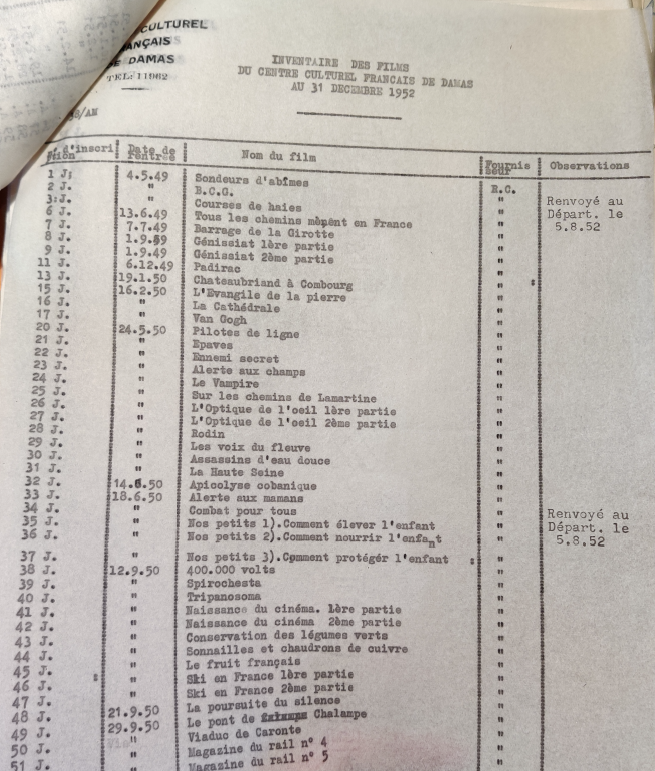 CULTUREL
ANÇAIS
DAMAS
TEL: 11962
INVENTAIRE DES FILMS
DU CENTRE CULTUREL FRANCAIS DE DAMAS
AU 31 DECEMBRE 1952
/AM
d'inscri Date de Nom du film Fournis Observations
ption rentrée seur
1 J. 4.5.49 Sondeurs d'abîmes R.C.
2 J. " B.C.G. " Renvoyé au
3 J. " Courses de haies " Départ. le
6 J. 13.6.49 Tous les chemins mènent en France " 5.8.52
7 J. 7.7.49 Barrage de la Girotte "
8 J. 1.9.49 Génissiat 1ère partie "
9 J. 1.9.49 Génissiat 2ème partie "
11 J. 6.12.49 Padirac "
13 J. 19.1.50 Chateaubriand à Combourg "
15 J. 16.2.50 L'Evangile de la pierre "
16 J. " La Cathédrale "
17 J. " Van Gogh "
20 J. 24.5.50 Pilotes de ligne "
21 J. " Epaves "
22 J. " Ennemi secret "
23 J. " Alerte aux champs "
24 J. " Le Vampire "
25 J. " Sur les chemins de Lamartine "
26 J. " L'Optique de l'oeil 1ère partie "
27 J. " L'Optique de l'oeil 2ème partie "
28 J. " Rodin "
29 J. " Les voix du fleuve "
30 J. " Assassins d'eau douce "
31 J. " La Haute Seine "
32 J. 14.6.50 Apicolyse oobanique "
33 J. 18.6.50 Alerte aux mamans "
34 J. " Combat pour tous " Renvoyé au
35 J. " Nos petits 1).Comment élever l'enfant " Départ. le
36 J. " Nos petits 2).Comment nourrir l'enfant " 5.8.52
37 J. " Nos petits 3).Comment protégér l'enfant "
38 J. 12.9.50 400.000 volts "
39 J. " Spirochesta "
40 J. " Tripanosoma "
41 J. " Naissance du cinéma. 1ère partie "
42 J. " Naissance du cinéma 2ème partie "
43 J. " Conservation des légumes verts "
44 J. " Sonnailles et chaudrons de cuivre "
45 J. " Le fruit français "
46 J. " Ski en France 1ère partie "
47 J. " Ski en France 2ème partie "
48 J. 21.9.50 La poursuite du silence "
49 J. 29.9.50 Le pont de Chalampe "
50 J. " Viaduc de Caronte "
51 J. " Magazine du rail n° 4 "
Magazine du rail n° 5